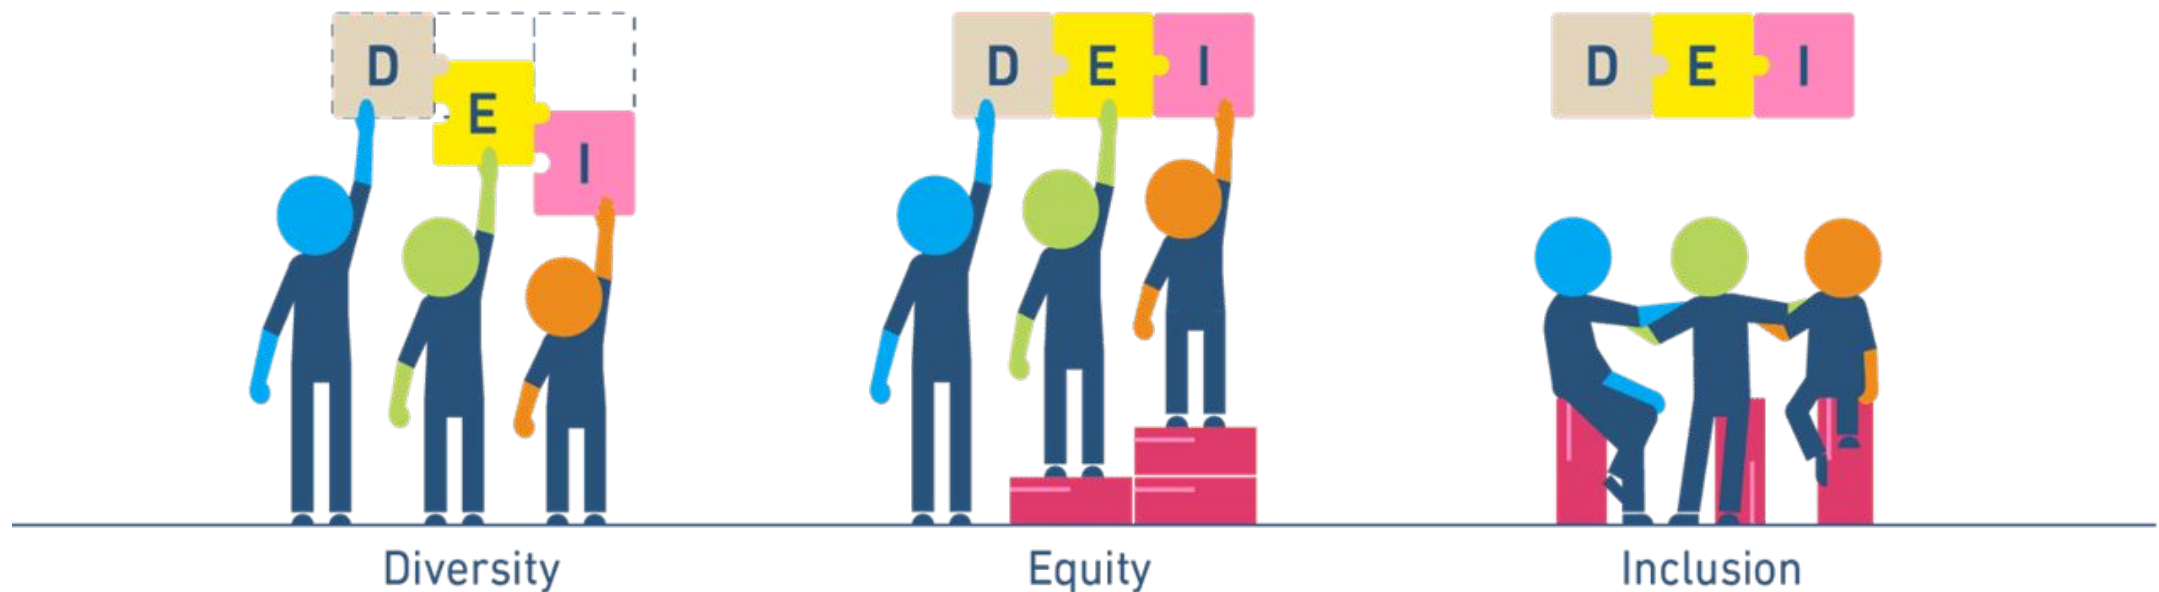 D E I
D E I
D E I
Diversity
Equity
Inclusion